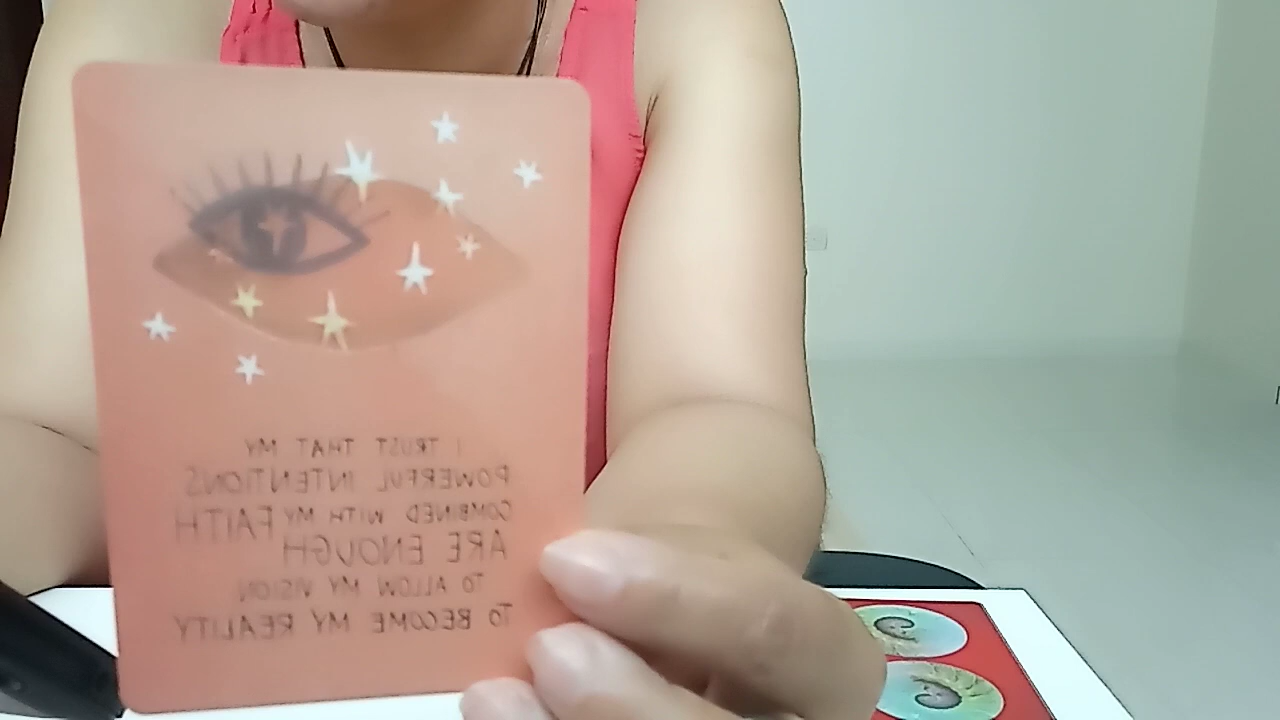 I TRUST THAT MY
POWERFUL INTENTIONS
COMBINED WITH MY FAITH
ARE ENOUGH
TO ALLOW MY VISION
TO BECOME MY REALITY